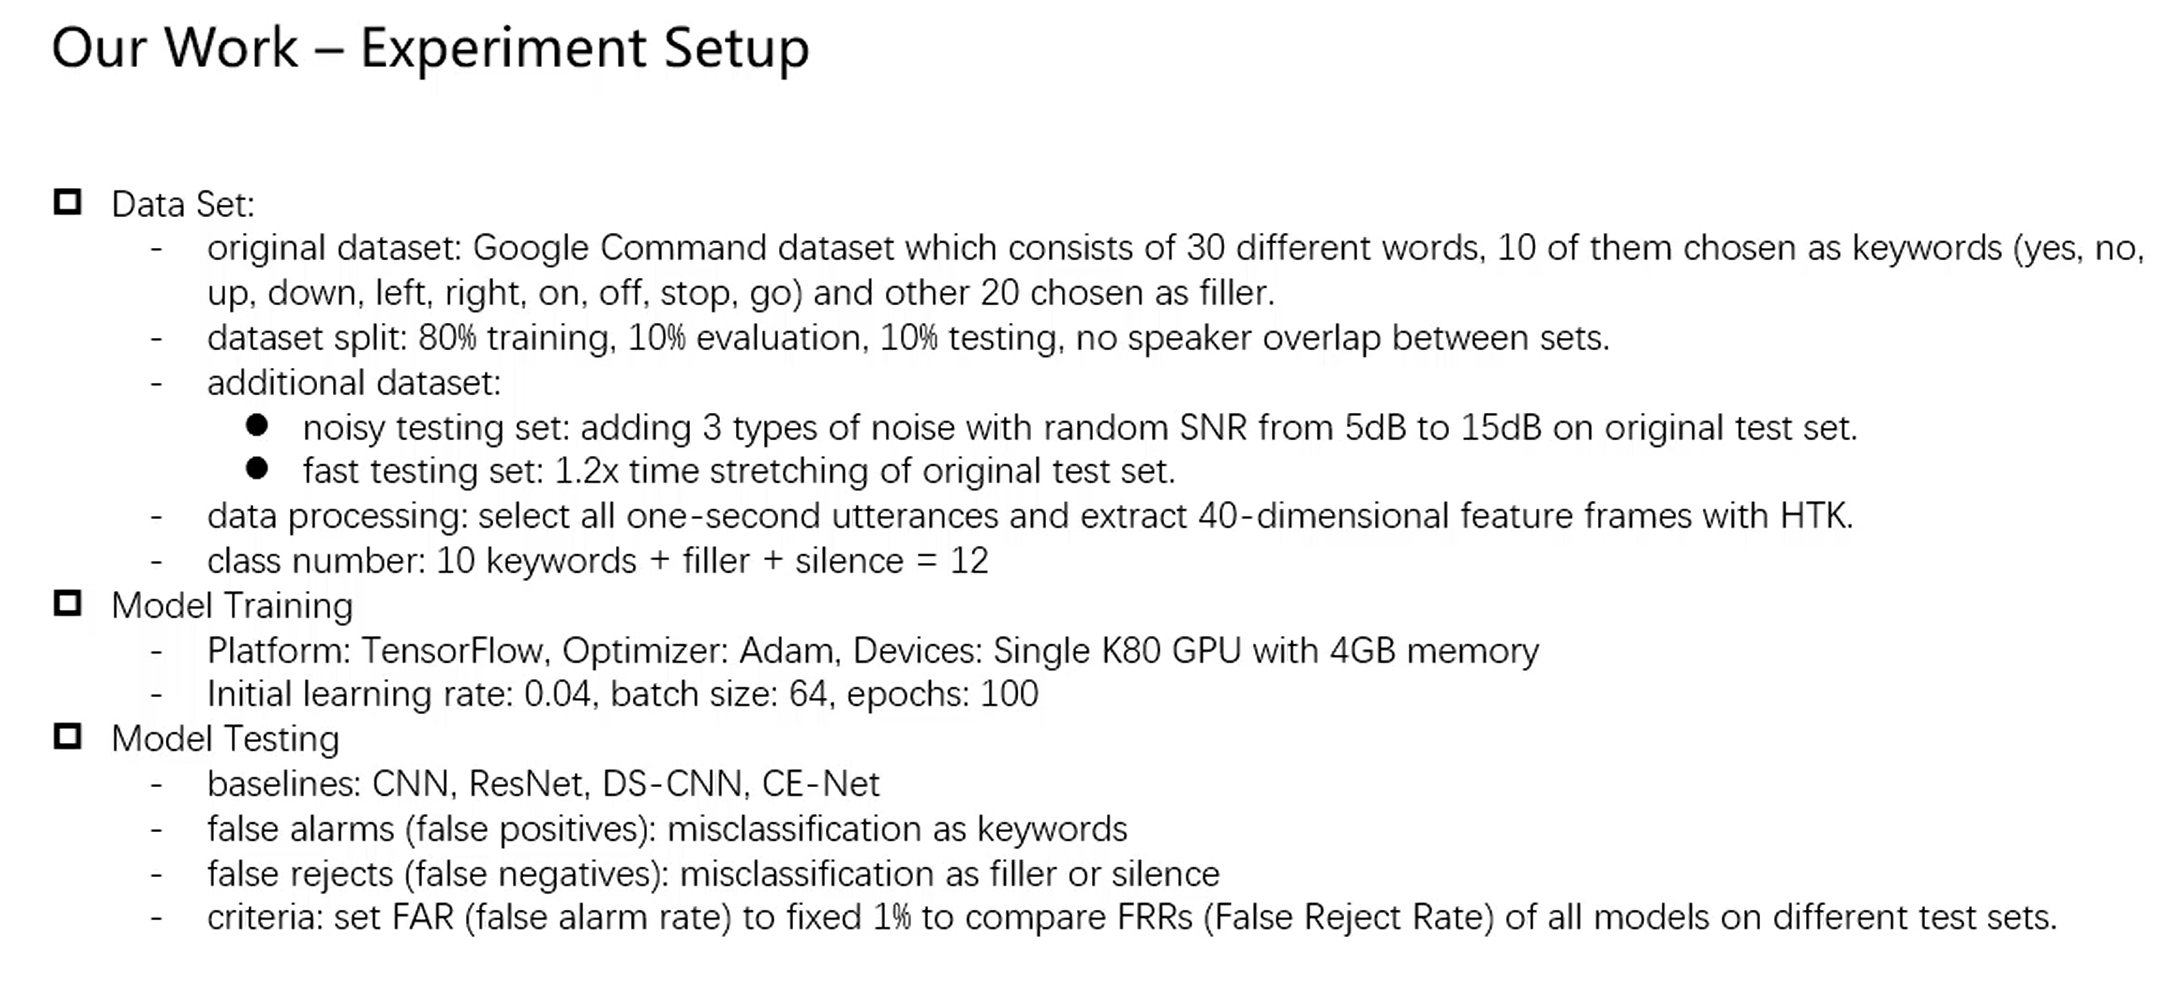 Our Work – Experiment Setup
Data Set:
- original dataset: Google Command dataset which consists of 30 different words, 10 of them chosen as keywords (yes, no,
up, down, left, right, on, off, stop, go) and other 20 chosen as filler.
- dataset split: 80% training, 10% evaluation, 10% testing, no speaker overlap between sets.
- additional dataset:
● noisy testing set: adding 3 types of noise with random SNR from 5dB to 15dB on original test set.
● fast testing set: 1.2x time stretching of original test set.
- data processing: select all one-second utterances and extract 40-dimensional feature frames with HTK.
- class number: 10 keywords + filler + silence = 12
Model Training
- Platform: TensorFlow, Optimizer: Adam, Devices: Single K80 GPU with 4GB memory
- Initial learning rate: 0.04, batch size: 64, epochs: 100
Model Testing
- baselines: CNN, ResNet, DS-CNN, CE-Net
- false alarms (false positives): misclassification as keywords
- false rejects (false negatives): misclassification as filler or silence
- criteria: set FAR (false alarm rate) to fixed 1% to compare FRRs (False Reject Rate) of all models on different test sets.